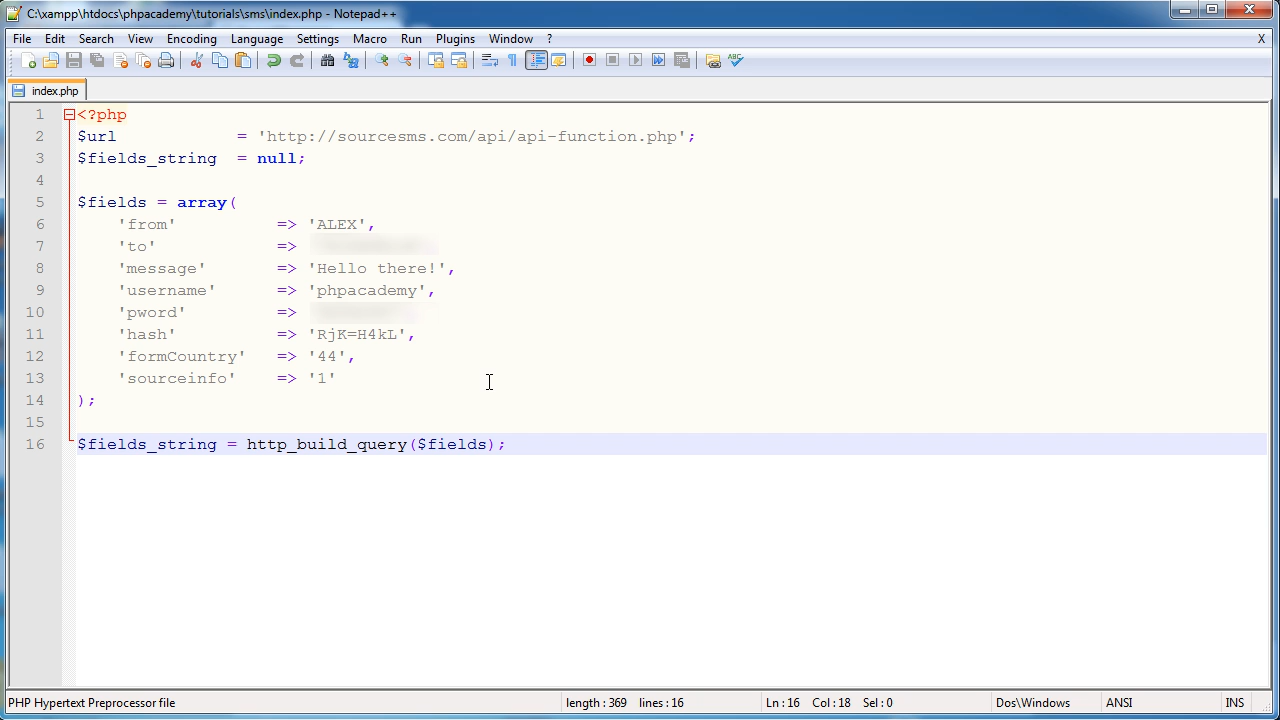 C:\xampp\htdocs\phpacademy\tutorials\sms\index.php - Notepad++
File Edit Search View Encoding Language Settings Macro Run Plugins Window ? X
index.php
1 <?php
2 $url = 'http://sourcesms.com/api/api-function.php';
3 $fields_string = null;
4
5 $fields = array(
6 'from' => 'ALEX',
7 'to' =>
8 'message' => 'Hello there!',
9 'username' => 'phpacademy',
10 'pword' =>
11 'hash' => 'RjK=H4kL',
12 'formCountry' => '44',
13 'sourceinfo' => '1'
14 );
15
16 $fields_string = http_build_query($fields);
PHP Hypertext Preprocessor file length : 369 lines : 16 Ln : 16 Col : 18 Sel : 0 Dos\Windows ANSI INS